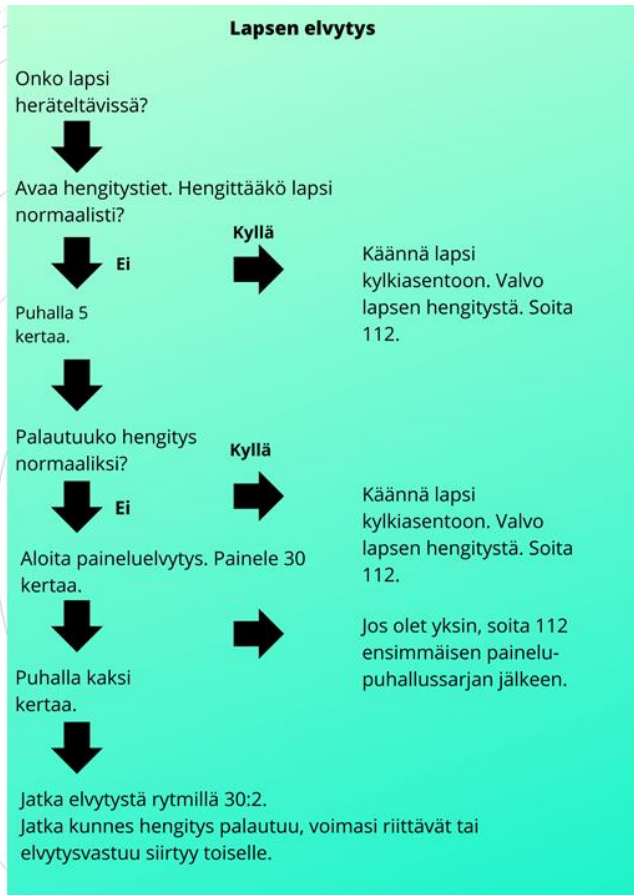 Lapsen elvytys
Onko lapsi
heräteltävissä?
Avaa hengitystiet. Hengittääkö lapsi
normaalisti?
Kyllä
Ei
Käännä lapsi
kylkiasentoon. Valvo
lapsen hengitystä. Soita
112.
Puhalla 5
kertaa.
Palautuuko hengitys
normaaliksi?
Kyllä
Ei
Käännä lapsi
kylkiasentoon. Valvo
lapsen hengitystä. Soita
112.
Aloita paineluelvytys. Painele 30
kertaa.
Jos olet yksin, soita 112
ensimmäisen painelu-
puhallussarjan jälkeen.
Puhalla kaksi
kertaa.
Jatka elvytystä rytmillä 30:2.
Jatka kunnes hengitys palautuu, voimasi riittävät tai
elvytysvastuu siirtyy toiselle.